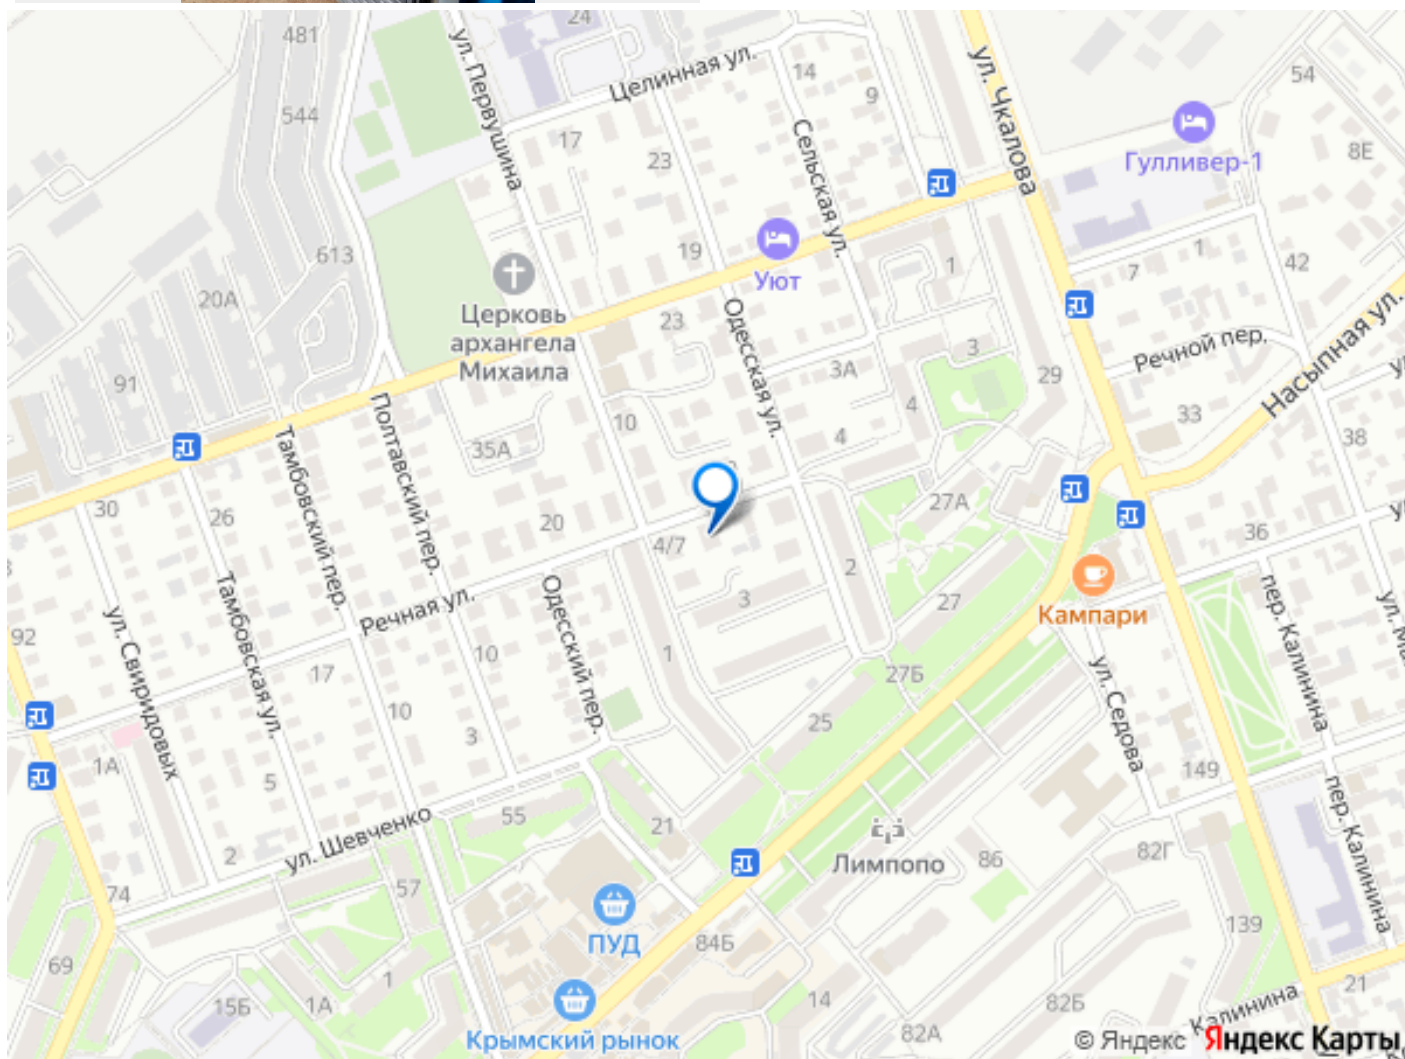 24
481
ул. Первушина
Целинная ул.
14
ул. Чкалова
54
9
544
17
Сельская ул.
Гулливер-1
8Е
23
613
19
Уют
1
7
1
42
20А
Церковь
архангела
Михаила
23
Одесская ул.
3
Речной пер.
Насыпная ул.
91
3А
29
Полтавский пер.
10
4
33
35А
4
38
Тамбовский пер.
30
26
20
27А
4/7
36
2
Тамбовская ул.
Речная ул.
Одесский пер.
3
27
Кампари
пер. Калинина
92
ул. Свиридовых
10
1
17
27Б
ул. Седова
10
3
25
1А
5
149
пер. Калинина
ул. Шевченко
55
21
2
Лимпопо
86
82Г
57
74
ПУД
84Б
139
69
1
15Б
1А
14
82Б
21
Калинина
Крымский рынок
82А
© Яндекс Яндекс Карты